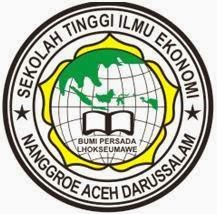 SEKOLAH TINGGI ILMU EKONOMI
BUMI PERSADA
LHOKSEUMAWE
NANGGROE ACEH DARUSSALAM